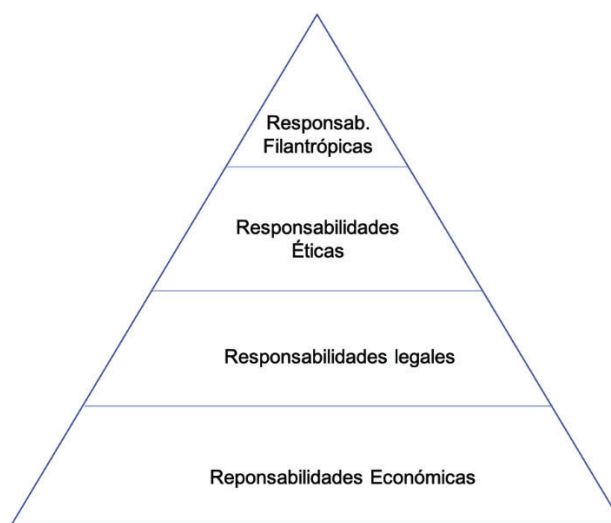 Responsab.
Filantrópicas
Responsabilidades
Éticas
Responsabilidades legales
Reponsabilidades Económicas